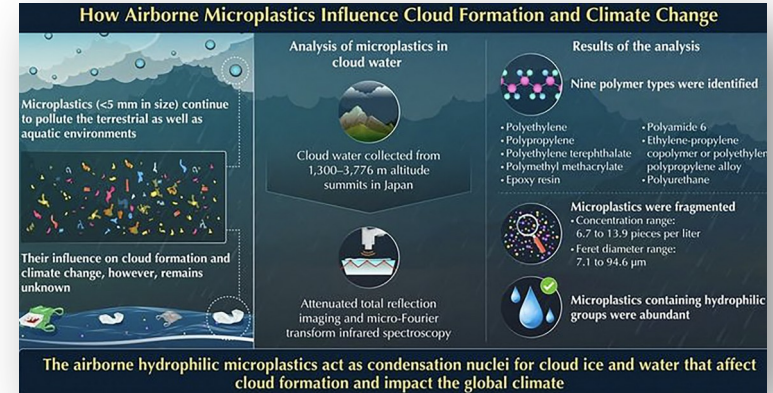 How Airborne Microplastics Influence Cloud Formation and Climate Change
Microplastics (<5 mm in size) continue
to pollute the terrestrial as well as
aquatic environments
Their influence on cloud formation and
climate change, however, remains
unknown
Analysis of microplastics in
cloud water
Cloud water collected from
1,300–3,776 m altitude
summits in Japan
Attenuated total reflection
imaging and micro-Fourier
transform infrared spectroscopy
Results of the analysis
Nine polymer types were identified
• Polyethylene
• Polypropylene
• Polyethylene terephthalate
• Polymethyl methacrylate
• Epoxy resin
• Polyamide 6
• Ethylene-propylene
copolymer or polyethylen
polypropylene alloy
• Polyurethane
Microplastics were fragmented
• Concentration range:
6.7 to 13.9 pieces per liter
• Feret diameter range:
7.1 to 94.6 µm
Microplastics containing hydrophilic
groups were abundant
The airborne hydrophilic microplastics act as condensation nuclei for cloud ice and water that affect
cloud formation and impact the global climate